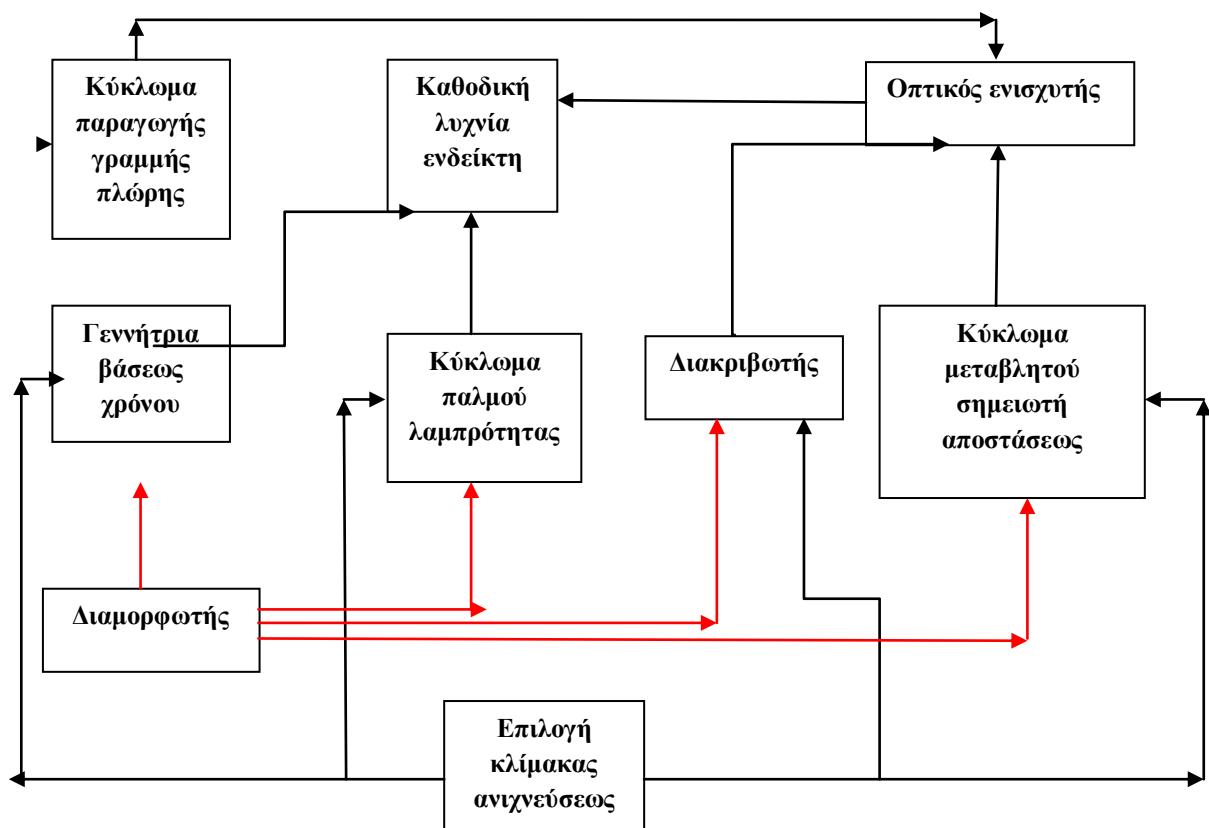 Κύκλωμα
παραγωγής
γραμμής
πλώρης
Καθοδική
λυχνία
ενδείκτη
Οπτικός ενισχυτής
Γεννήτρια
βάσεως
χρόνου
Κύκλωμα
παλμού
λαμπρότητας
Διακριβωτής
Κύκλωμα
μεταβλητού
σημειωτή
αποστάσεως
Διαμορφωτής
Επιλογή
κλίμακας
ανιχνεύσεως